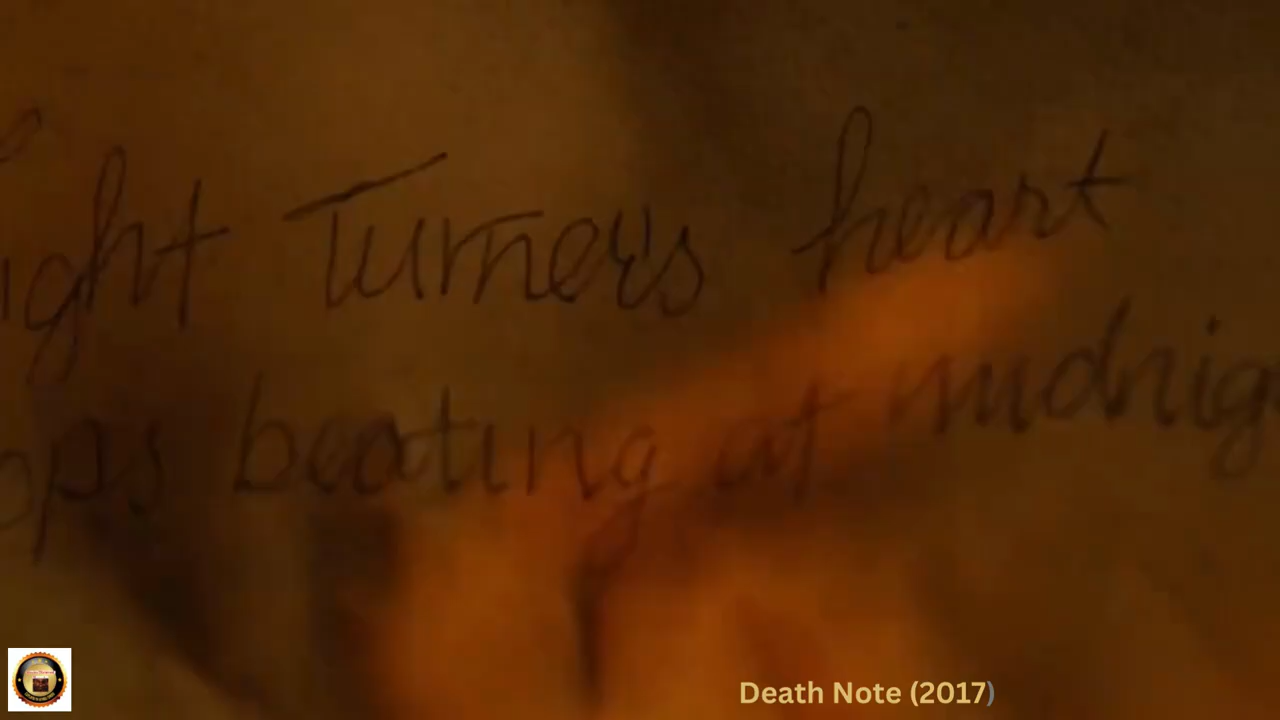 ight Turner's heart
ops beating at midnig
Death Note (2017)